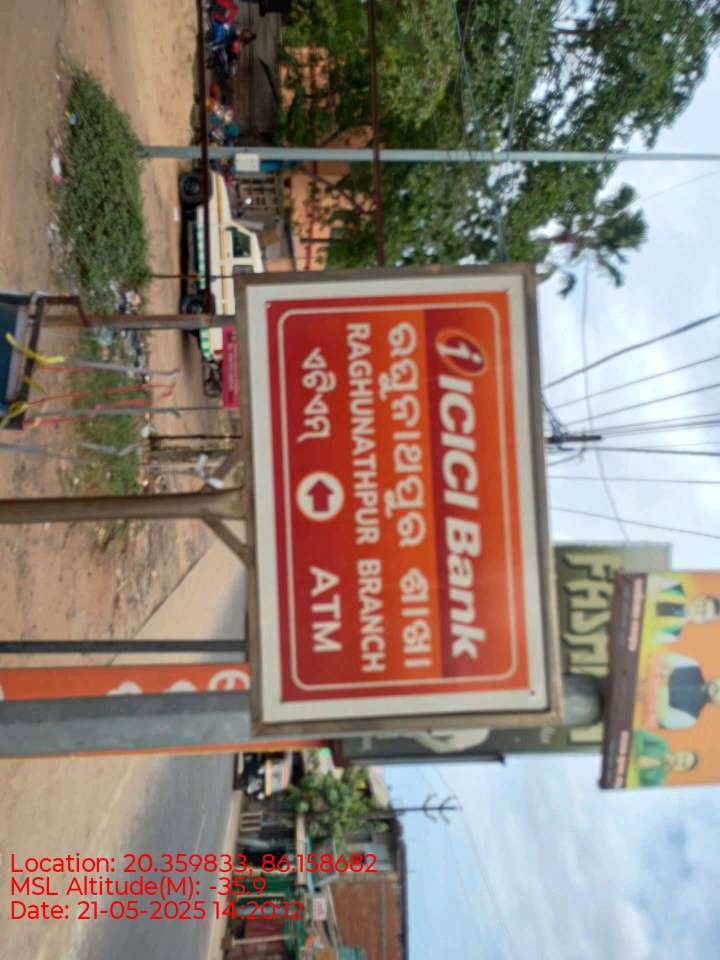 ICICI Bank
ରଘୁନାଥପୁର ଶାଖା
RAGHUNATHPUR BRANCH
ଏଟିଏମ୍ ATM
Location: 20.359833, 86.158682
MSL Altitude(M): -35.9
Date: 21-05-2025 14:20:12